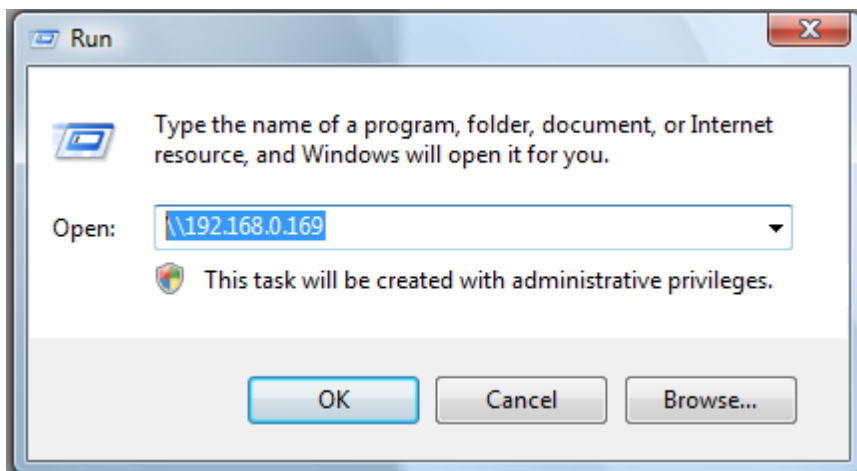 Run
Type the name of a program, folder, document, or Internet
resource, and Windows will open it for you.
Open: \\192.168.0.169
This task will be created with administrative privileges.
OK Cancel Browse...